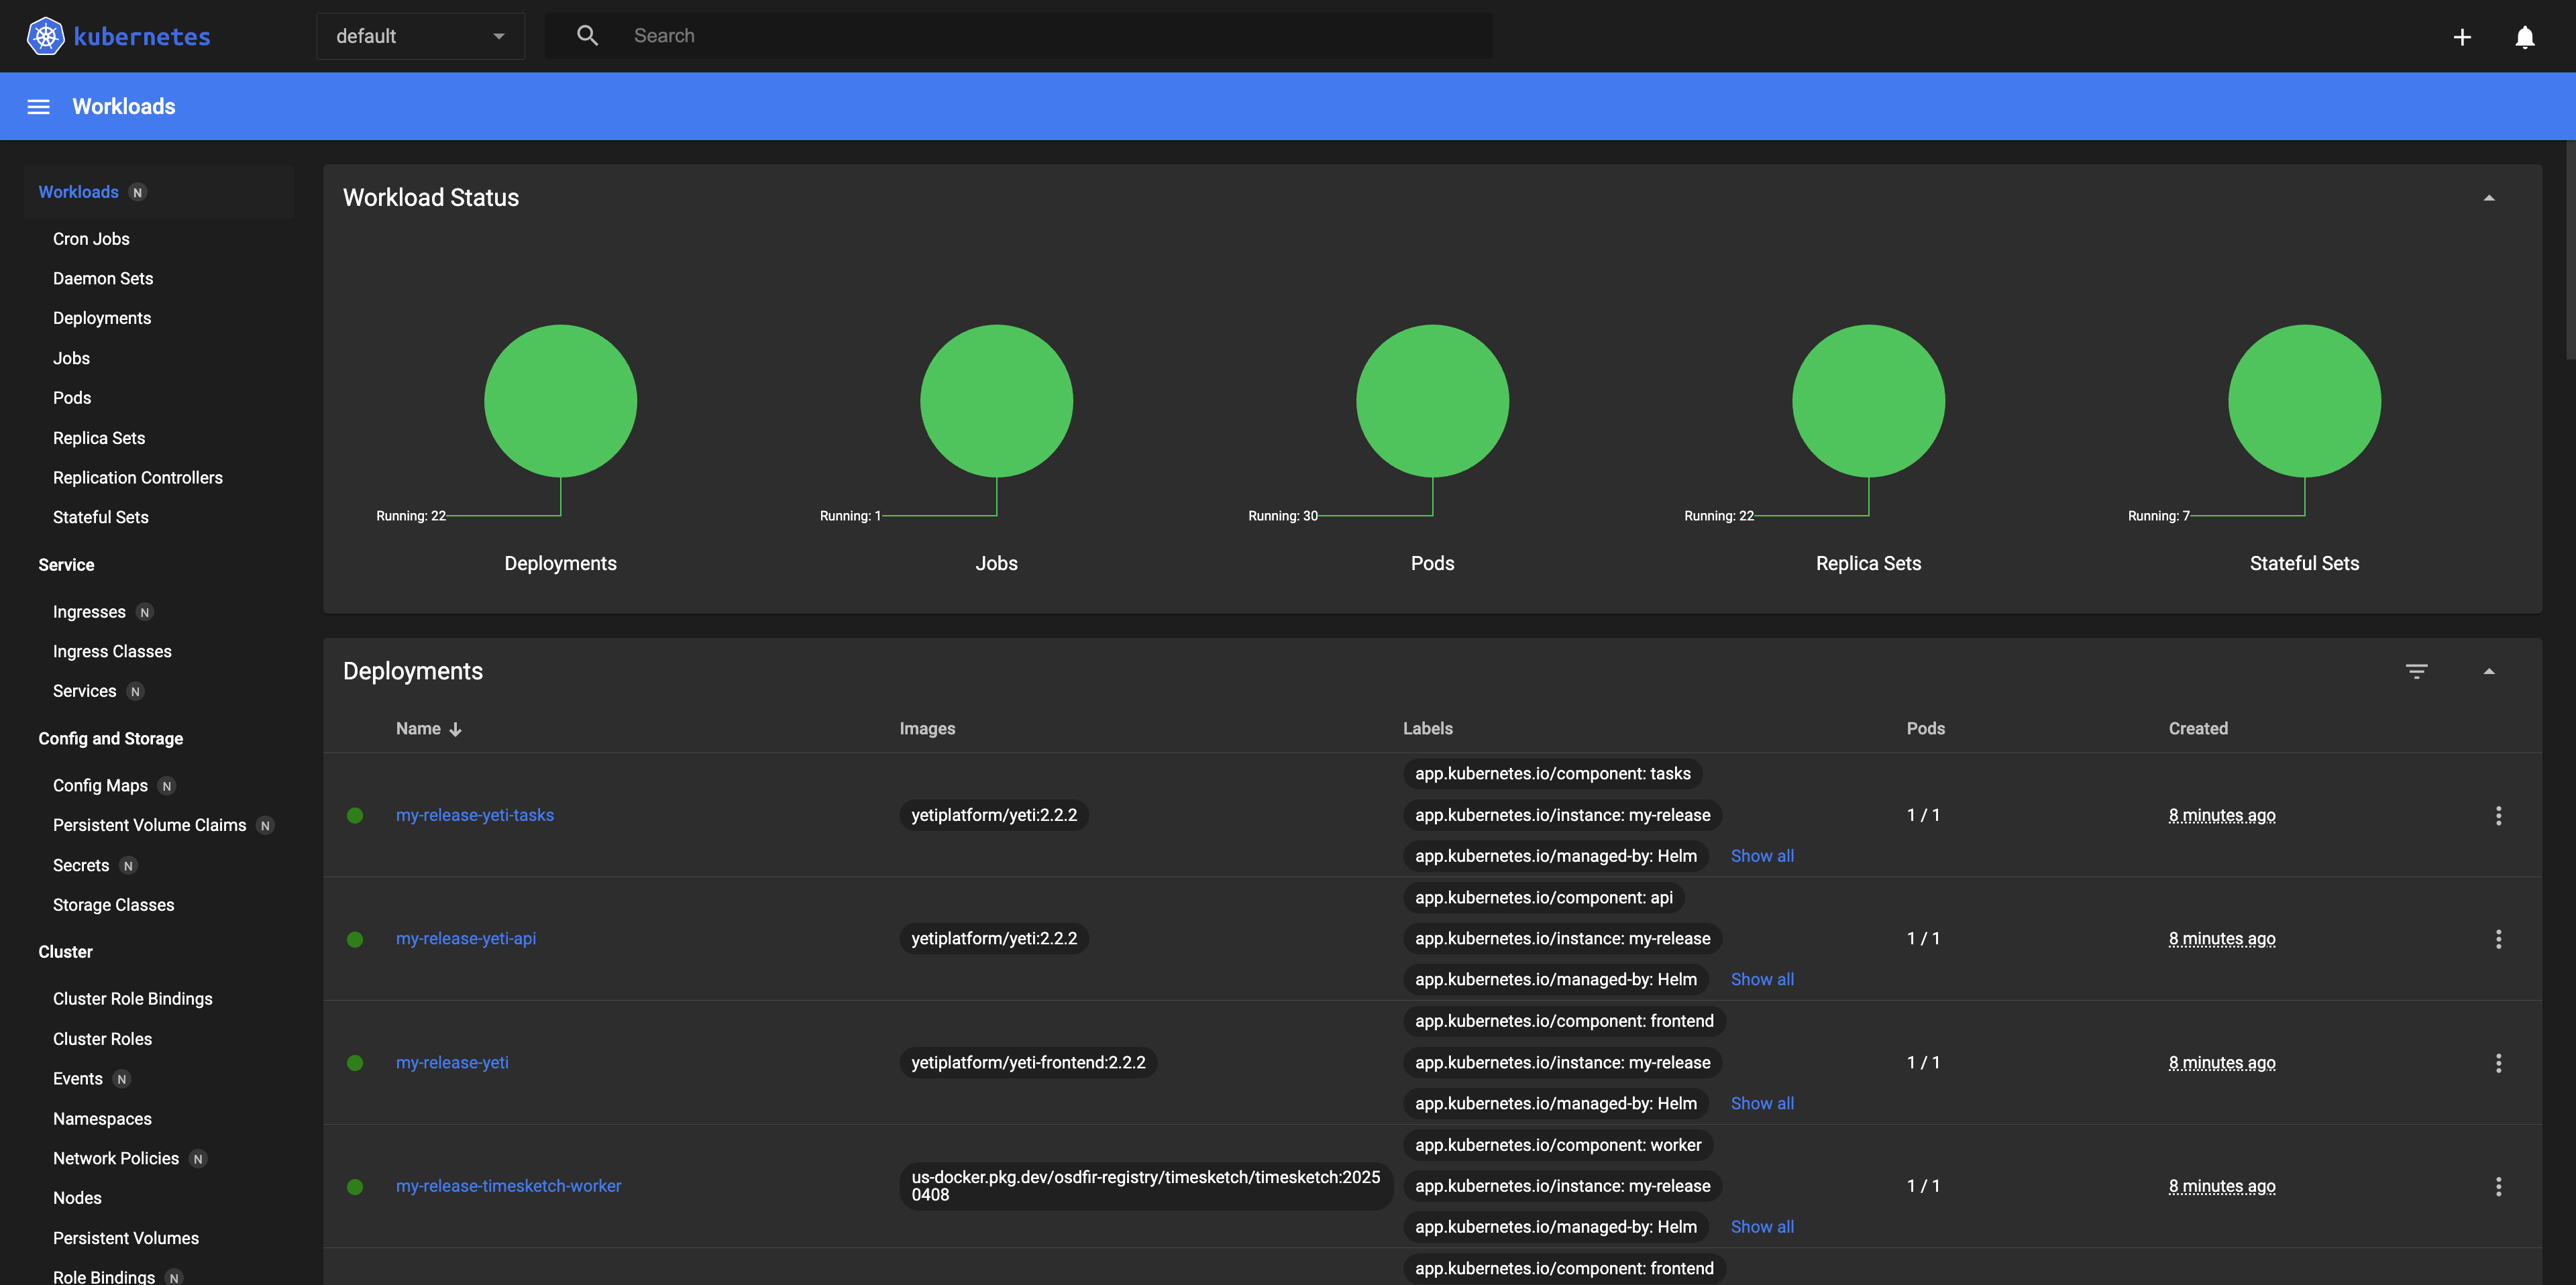 kubernetes
default
Search
Workloads
Workloads N
Cron Jobs
Daemon Sets
Deployments
Jobs
Pods
Replica Sets
Replication Controllers
Stateful Sets
Service
Ingresses N
Ingress Classes
Services N
Config and Storage
Config Maps N
Persistent Volume Claims N
Secrets N
Storage Classes
Cluster
Cluster Role Bindings
Cluster Roles
Events N
Namespaces
Network Policies N
Nodes
Persistent Volumes
Role Bindings N
Workload Status
Running: 22
Running: 1
Running: 30
Running: 22
Running: 7
Deployments
Jobs
Pods
Replica Sets
Stateful Sets
Deployments
Name Images Labels Pods Created
app.kubernetes.io/component: tasks
my-release-yeti-tasks yetiplatform/yeti:2.2.2 app.kubernetes.io/instance: my-release 1 / 1 8 minutes ago
app.kubernetes.io/managed-by: Helm Show all
app.kubernetes.io/component: api
my-release-yeti-api yetiplatform/yeti:2.2.2 app.kubernetes.io/instance: my-release 1 / 1 8 minutes ago
app.kubernetes.io/managed-by: Helm Show all
app.kubernetes.io/component: frontend
my-release-yeti yetiplatform/yeti-frontend:2.2.2 app.kubernetes.io/instance: my-release 1 / 1 8 minutes ago
app.kubernetes.io/managed-by: Helm Show all
app.kubernetes.io/component: worker
my-release-timesketch-worker us-docker.pkg.dev/osdfir-registry/timesketch/timesketch:2025
0408 app.kubernetes.io/instance: my-release 1 / 1 8 minutes ago
app.kubernetes.io/managed-by: Helm Show all
app.kubernetes.io/component: frontend